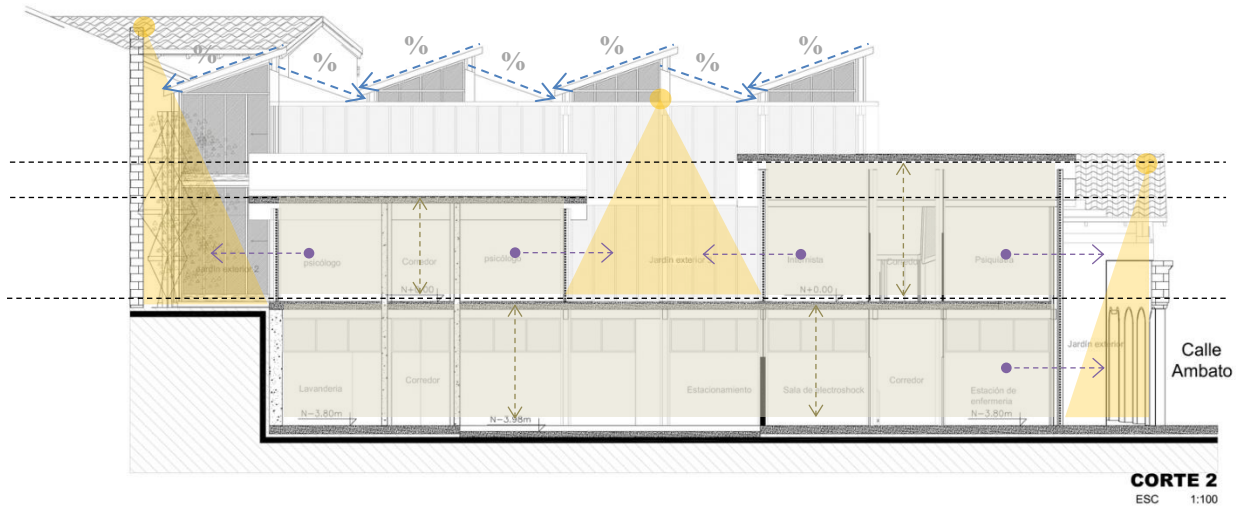 %
%
%
%
%
%
%
psicólogo
Corredor
psicólogo
Jardín exterior 2
Jardín exterior
Internista
Corredor
Psiquiatra
N+0.00
N+0.00
Jardín exterior
Calle
Ambato
Lavandería
Corredor
Estacionamiento
Sala de electroshock
Corredor
Estación de
enfermería
N-3.80m
N-3.98m
N-3.80m
CORTE 2
ESC 1:100